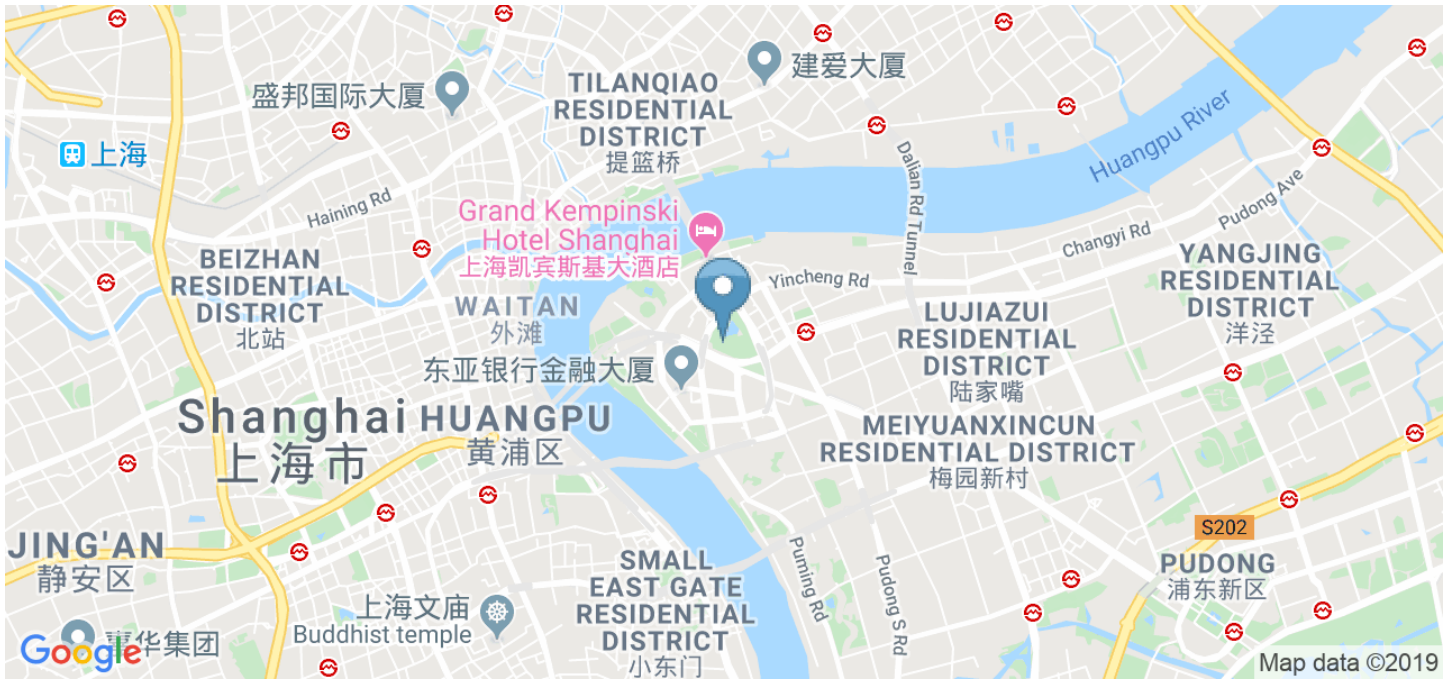 建爱大厦
盛邦国际大厦
TILANQIAO
RESIDENTIAL
DISTRICT
提篮桥
上海
Huangpu River
Dalian Rd Tunnel
Haining Rd
Pudong Ave
Changyi Rd
Grand Kempinski
Hotel Shanghai
上海凯宾斯基大酒店
BEIZHAN
RESIDENTIAL
DISTRICT
北站
YANGJING
RESIDENTIAL
DISTRICT
洋泾
Yincheng Rd
WAITAN
外滩
LUJIAZUI
RESIDENTIAL
DISTRICT
陆家嘴
东亚银行金融大厦
Shanghai
上海市
HUANGPU
黄浦区
MEIYUANXINCUN
RESIDENTIAL DISTRICT
梅园新村
S202
JING'AN
静安区
SMALL
EAST GATE
RESIDENTIAL
DISTRICT
小东门
Puming Rd
Pudong S Rd
PUDONG
浦东新区
上海文庙
Buddhist temple
嘉华集团
Google
Map data ©2019